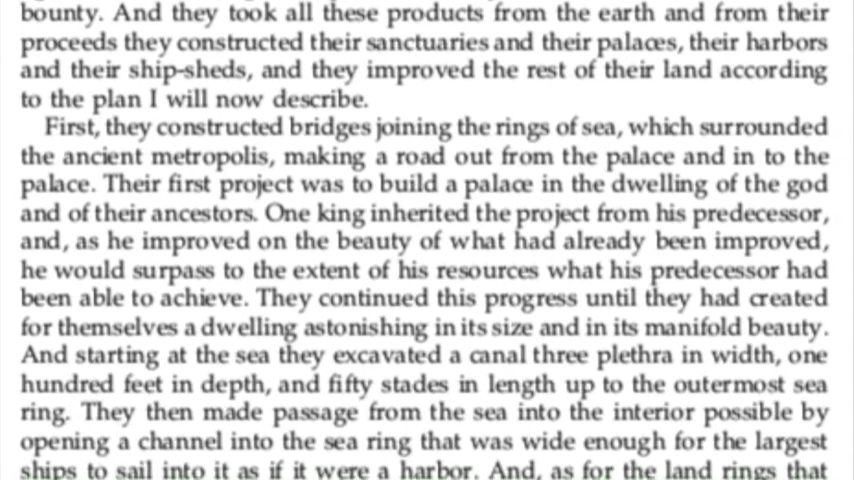 bounty. And they took all these products from the earth and from their
proceeds they constructed their sanctuaries and their palaces, their harbors
and their ship-sheds, and they improved the rest of their land according
to the plan I will now describe.
First, they constructed bridges joining the rings of sea, which surrounded
the ancient metropolis, making a road out from the palace and in to the
palace. Their first project was to build a palace in the dwelling of the god
and of their ancestors. One king inherited the project from his predecessor,
and, as he improved on the beauty of what had already been improved,
he would surpass to the extent of his resources what his predecessor had
been able to achieve. They continued this progress until they had created
for themselves a dwelling astonishing in its size and in its manifold beauty.
And starting at the sea they excavated a canal three plethra in width, one
hundred feet in depth, and fifty stades in length up to the outermost sea
ring. They then made passage from the sea into the interior possible by
opening a channel into the sea ring that was wide enough for the largest
ships to sail into it as if it were a harbor. And, as for the land rings that